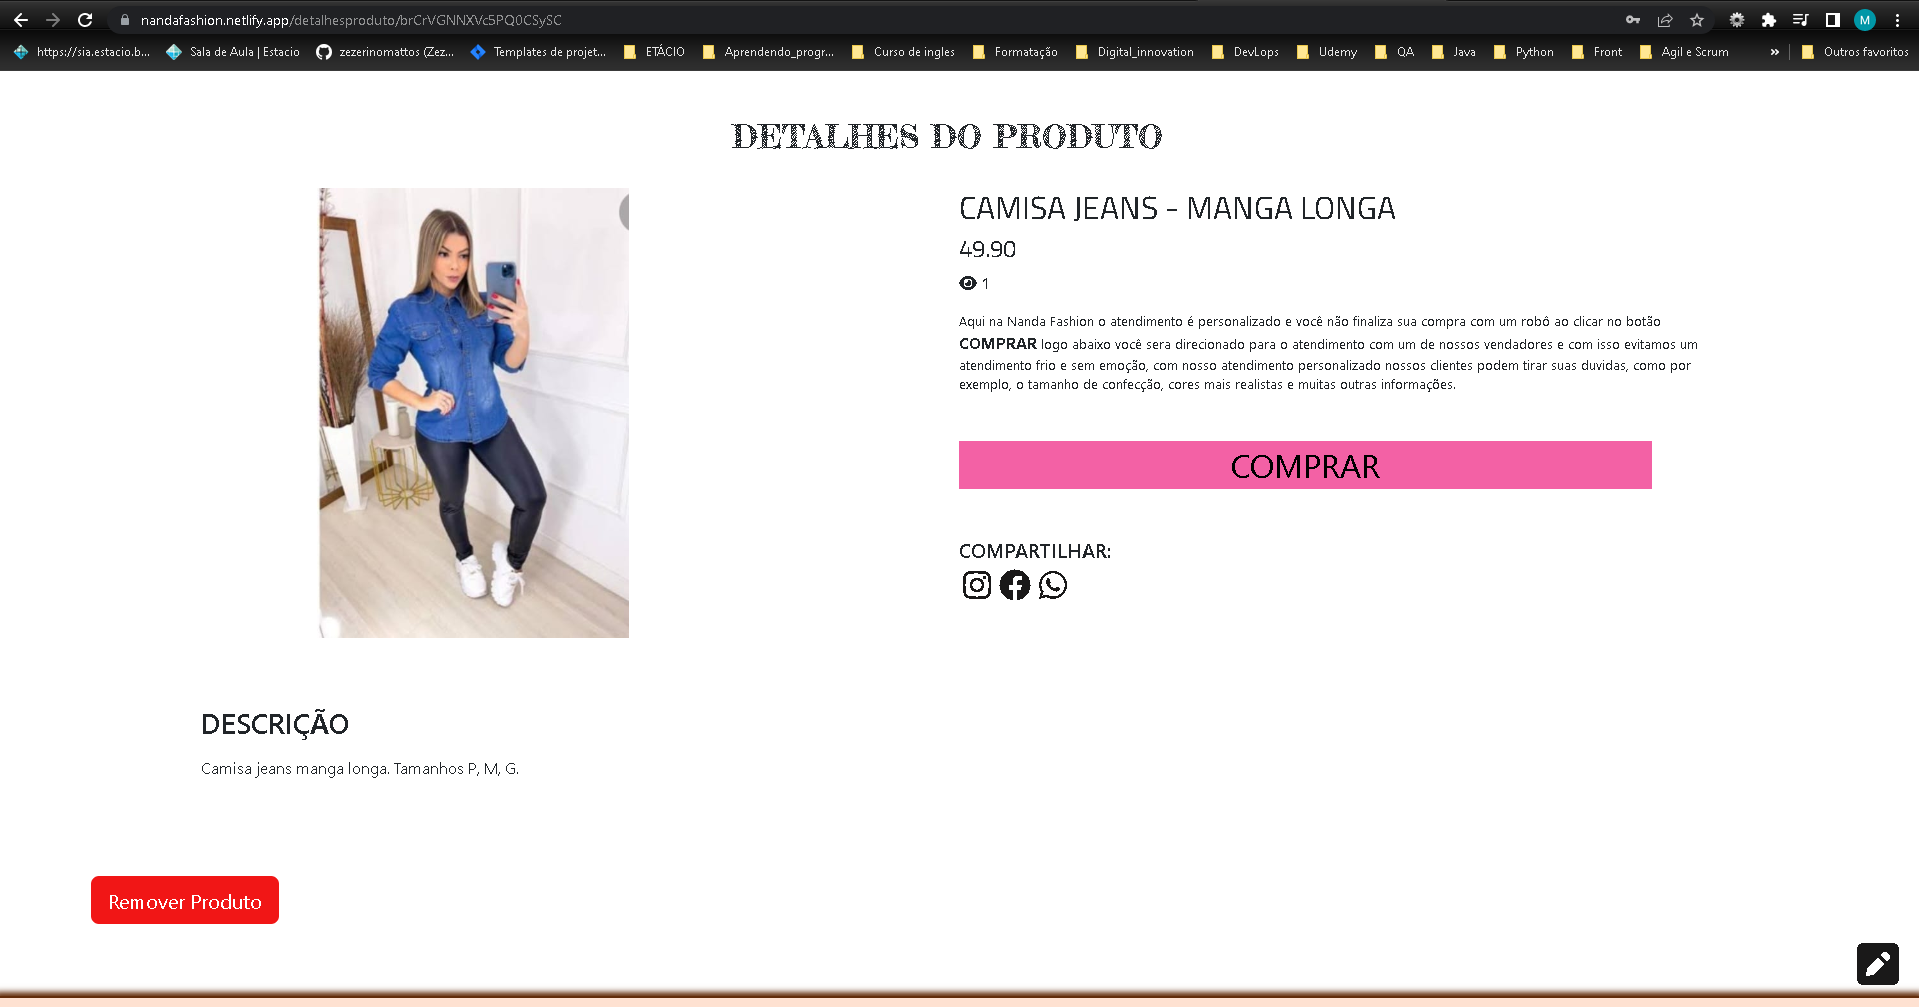 nandafashion.netlify.app/detalhesproduto/brCrVGNNXVc5PQ0CSySC
M
https://sia.estacio.b... Sala de Aula | Estacio zezerinomattos (Zez... Templates de projet... ETÁCIO Aprendendo_progr... Curso de ingles Formatação Digital_innovation DevLops Udemy QA Java Python Front Agil e Scrum » Outros favoritos
DETALHES DO PRODUTO
CAMISA JEANS - MANGA LONGA
49.90
1
Aqui na Nanda Fashion o atendimento é personalizado e você não finaliza sua compra com um robô ao clicar no botão
COMPRAR logo abaixo você sera direcionado para o atendimento com um de nossos vendadores e com isso evitamos um
atendimento frio e sem emoção, com nosso atendimento personalizado nossos clientes podem tirar suas duvidas, como por
exemplo, o tamanho de confecção, cores mais realistas e muitas outras informações.
COMPRAR
COMPARTILHAR:
DESCRIÇÃO
Camisa jeans manga longa. Tamanhos P, M, G.
Remover Produto